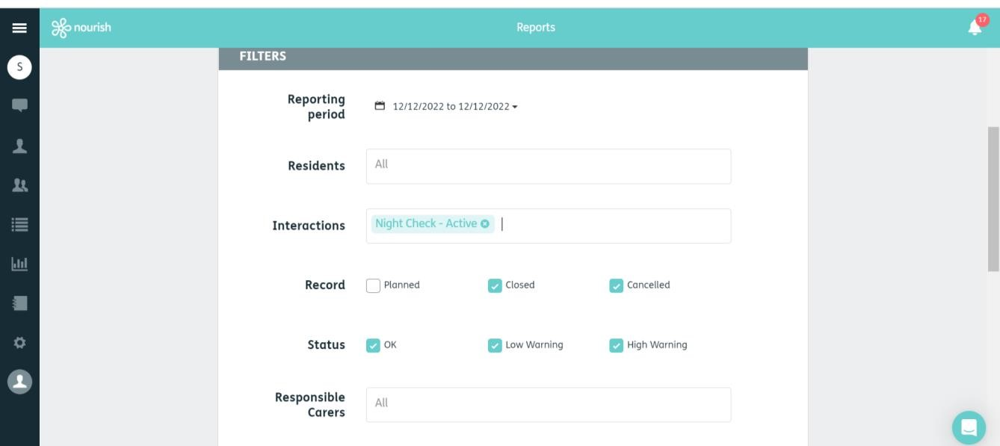 nourish
Reports
17
FILTERS
S
Reporting
period
12/12/2022 to 12/12/2022
Residents
All
Interactions
Night Check - Active
Record
Planned
Closed
Cancelled
Status
OK
Low Warning
High Warning
Responsible
Carers
All